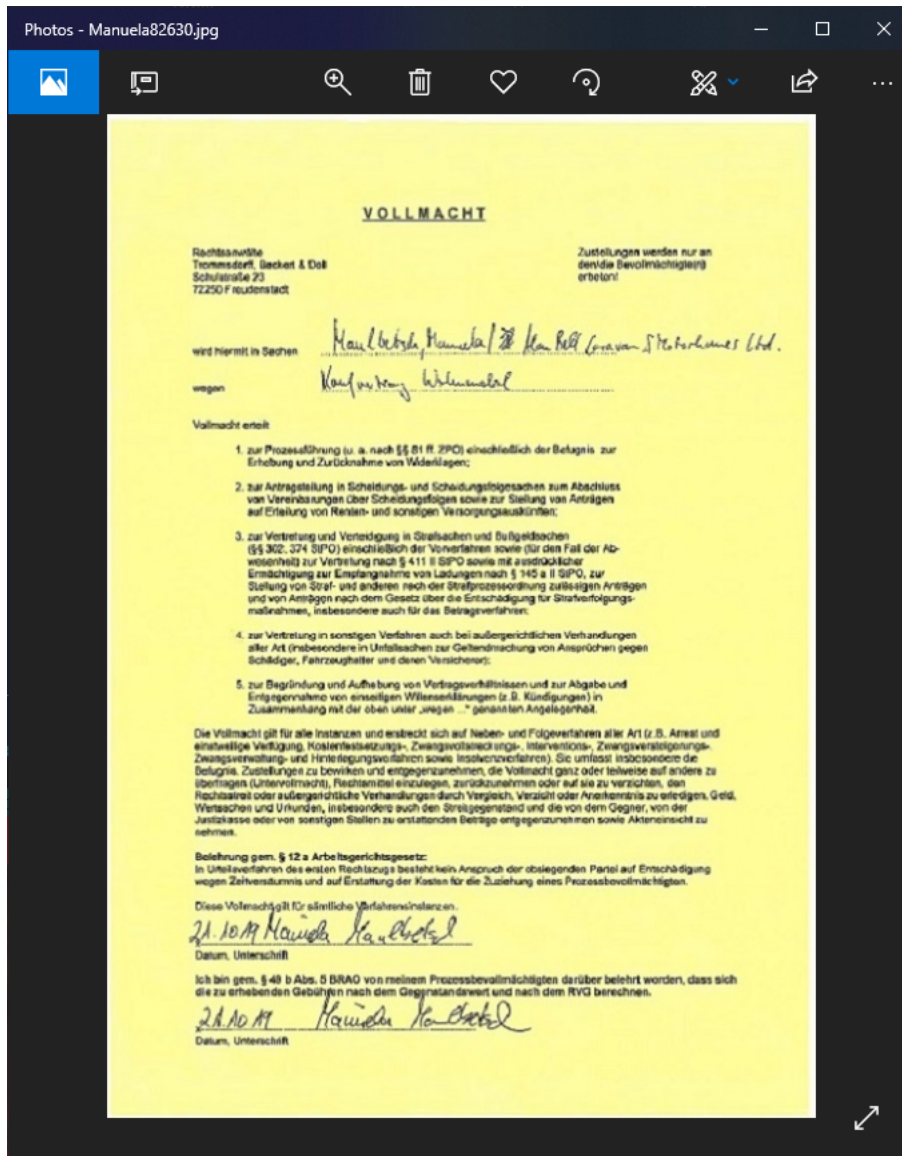 Photos - Manuela82630.jpg
VOLLMACHT
Rechtsanwälte
Trommsdorff, Beckert & Doll
Schulstraße 23
72250 Freudenstadt
Zustellungen werden nur an
den/die Bevollmächtigte(n)
erbeten!
wird hiermit in Sachen Manuela / Caravan Motorhomes Ltd.
wegen Kaufvertrag Wohnmobil
Vollmacht erteilt
1. zur Prozessführung (u. a. nach §§ 81 ff. ZPO) einschließlich der Befugnis zur
Erhebung und Zurücknahme von Widerklagen;
2. zur Antragstellung in Scheidungs- und Scheidungsfolgesachen zum Abschluss
von Vereinbarungen über Scheidungsfolgen sowie zur Stellung von Anträgen
auf Erteilung von Renten- und sonstigen Versorgungsauskünften;
3. zur Vertretung und Verteidigung in Strafsachen und Bußgeldsachen
(§§ 302, 374 StPO) einschließlich der Vorverfahren sowie (für den Fall der Ab-
wesenheit) zur Vertretung nach § 411 II StPO sowie mit ausdrücklicher
Ermächtigung zur Empfangnahme von Ladungen nach § 145 a II StPO, zur
Stellung von Straf- und anderen nach der Strafprozessordnung zulässigen Anträgen
und von Anträgen nach dem Gesetz über die Entschädigung für Strafverfolgungs-
maßnahmen, insbesondere auch für das Betragsverfahren;
4. zur Vertretung in sonstigen Verfahren auch bei außergerichtlichen Verhandlungen
aller Art (insbesondere in Unfallsachen zur Geltendmachung von Ansprüchen gegen
Schädiger, Fahrzeughalter und deren Versicherer);
5. zur Begründung und Aufhebung von Vertragsverhältnissen und zur Abgabe und
Entgegennahme von einseitigen Willenserklärungen (z.B. Kündigungen) in
Zusammenhang mit der oben unter „wegen ...“ genannten Angelegenheit.
Die Vollmacht gilt für alle Instanzen und erstreckt sich auf Neben- und Folgeverfahren aller Art (z.B. Arrest und
einstweilige Verfügung, Kostenfestsetzungs-, Zwangsvollstreckungs-, Interventions-, Zwangsversteigerungs-,
Zwangsverwaltung- und Hinterlegungsverfahren sowie Insolvenzverfahren). Sie umfasst insbesondere die
Befugnis, Zustellungen zu bewirken und entgegenzunehmen, die Vollmacht ganz oder teilweise auf andere zu
übertragen (Untervollmacht), Rechtsmittel einzulegen, zurückzunehmen oder auf sie zu verzichten, den
Rechtsstreit oder außergerichtliche Verhandlungen durch Vergleich, Verzicht oder Anerkenntnis zu erledigen, Geld,
Wertsachen und Urkunden, insbesondere auch den Streitgegenstand und die von dem Gegner, von der
Justizkasse oder von sonstigen Stellen zu erstattenden Beträge entgegenzunehmen sowie Akteneinsicht zu
nehmen.
Belehrung gem. § 12 a Arbeitsgerichtsgesetz:
In Urteilsverfahren des ersten Rechtszugs besteht kein Anspruch der obsiegenden Partei auf Entschädigung
wegen Zeitversäumnis und auf Erstattung der Kosten für die Zuziehung eines Prozessbevollmächtigten.
Diese Vollmacht gilt für sämtliche Verfahrensinstanzen.
21.10.19 Manuela
Datum, Unterschrift
Ich bin gem. § 49 b Abs. 5 BRAO von meinem Prozessbevollmächtigten darüber belehrt worden, dass sich
die zu erhebenden Gebühren nach dem Gegenstandswert und nach dem RVG berechnen.
21.10.19 Manuela
Datum, Unterschrift